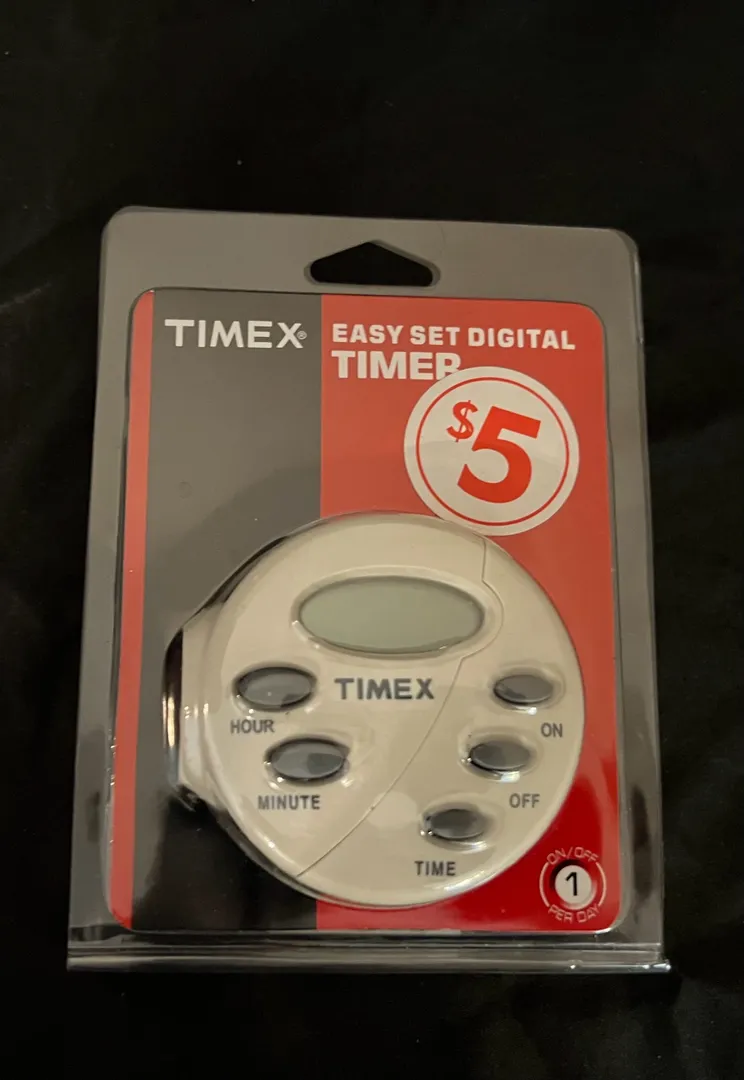 TIMEX®
EASY SET DIGITAL
TIMER
$5
TIMEX
HOUR
MINUTE
ON
OFF
TIME
ON/OFF
1
PER DAY